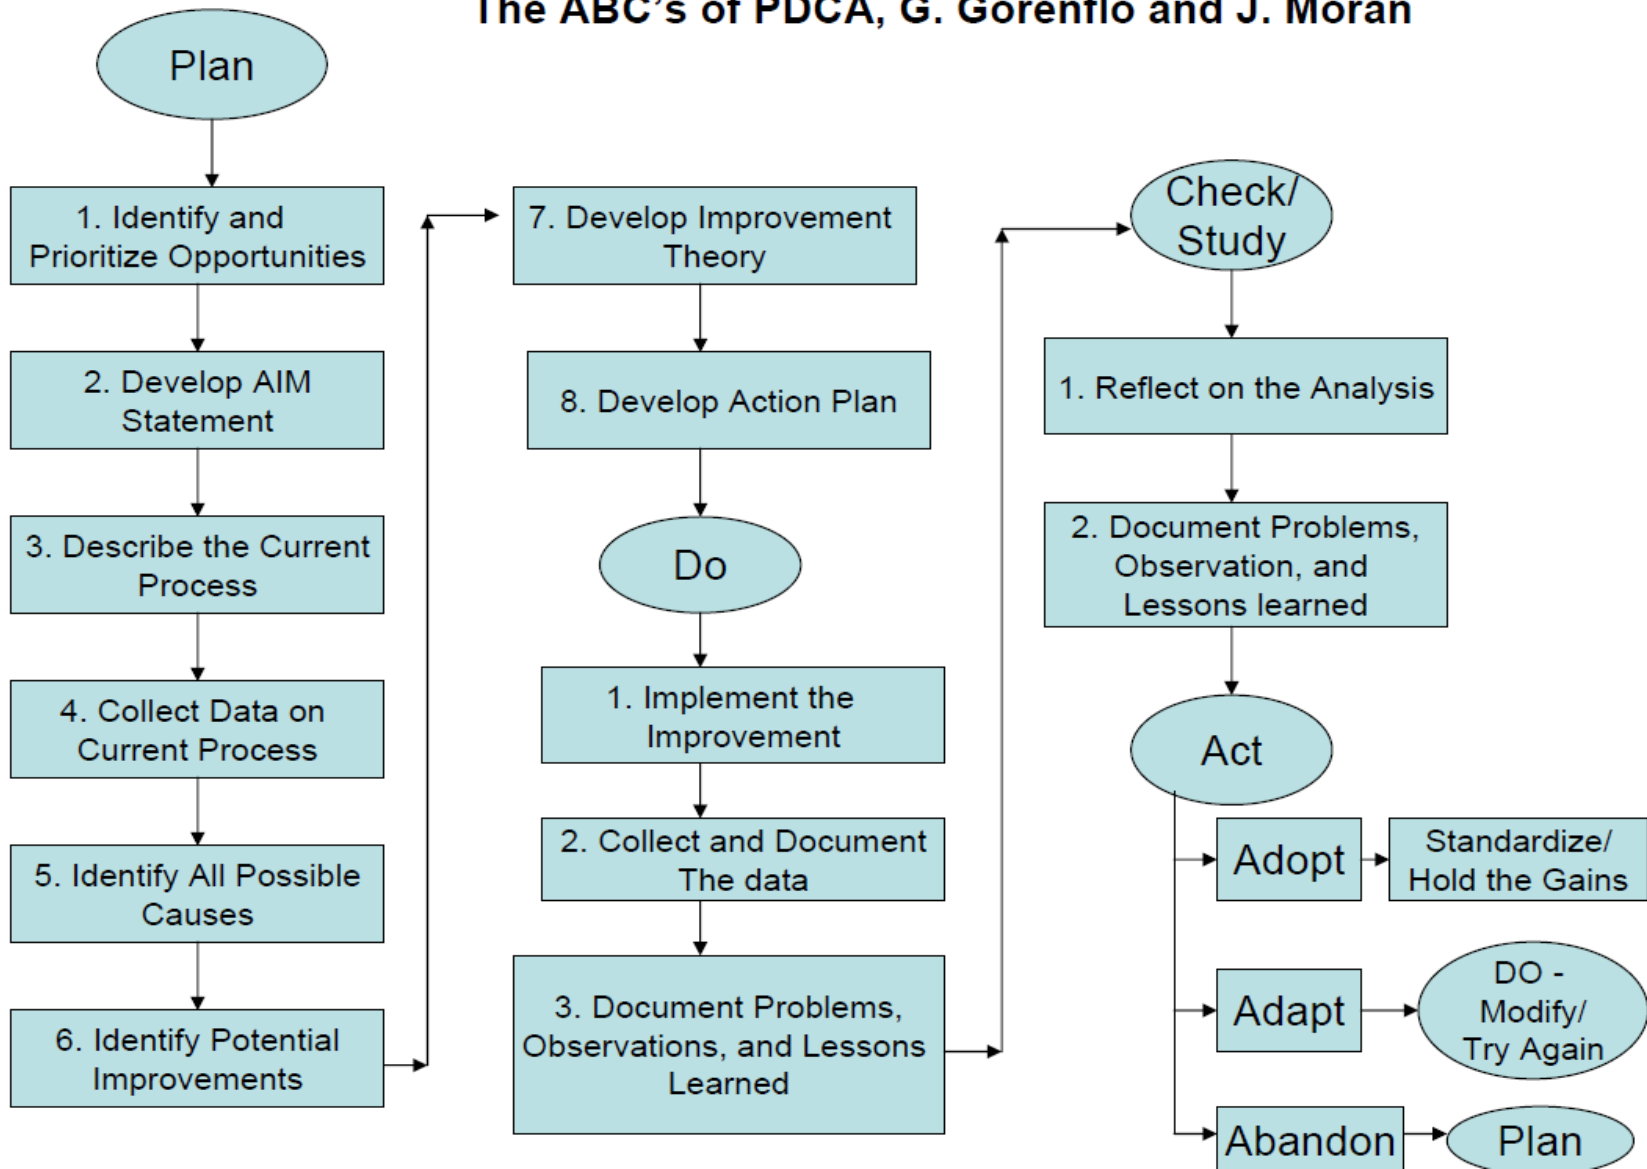 The ABC's of PDCA, G. Gorenflo and J. Moran
Plan
1. Identify and
Prioritize Opportunities
2. Develop AIM
Statement
3. Describe the Current
Process
4. Collect Data on
Current Process
5. Identify All Possible
Causes
6. Identify Potential
Improvements
7. Develop Improvement
Theory
8. Develop Action Plan
Do
1. Implement the
Improvement
2. Collect and Document
The data
3. Document Problems,
Observations, and Lessons
Learned
Check/
Study
1. Reflect on the Analysis
2. Document Problems,
Observation, and
Lessons learned
Act
Adopt
Standardize/
Hold the Gains
Adapt
DO -
Modify/
Try Again
Abandon
Plan